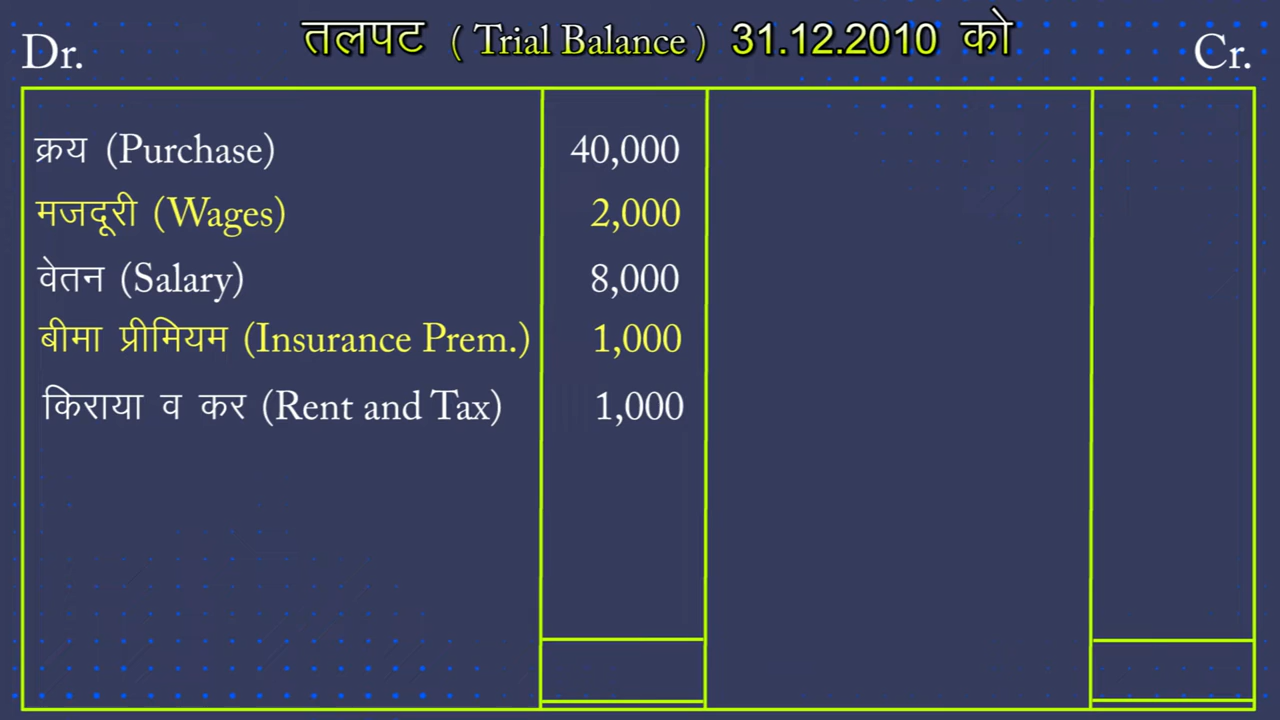 Dr. तलपट ( Trial Balance ) 31.12.2010 को Cr.
क्रय (Purchase) 40,000
मजदूरी (Wages) 2,000
वेतन (Salary) 8,000
बीमा प्रीमियम (Insurance Prem.) 1,000
किराया व कर (Rent and Tax) 1,000